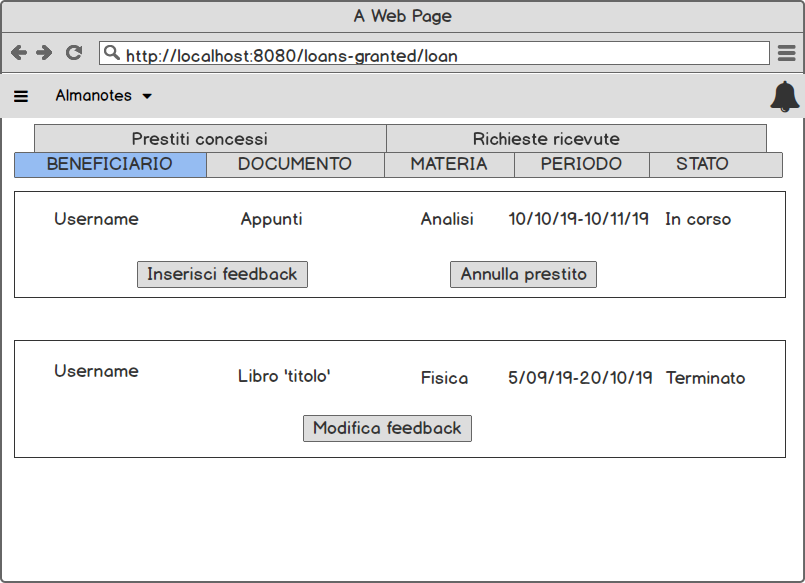 A Web Page
http://localhost:8080/loans-granted/loan
Almanotes
Prestiti concessi Richieste ricevute
BENEFICIARIO DOCUMENTO MATERIA PERIODO STATO
Username Appunti Analisi 10/10/19-10/11/19 In corso
Inserisci feedback Annulla prestito
Username Libro 'titolo' Fisica 5/09/19-20/10/19 Terminato
Modifica feedback